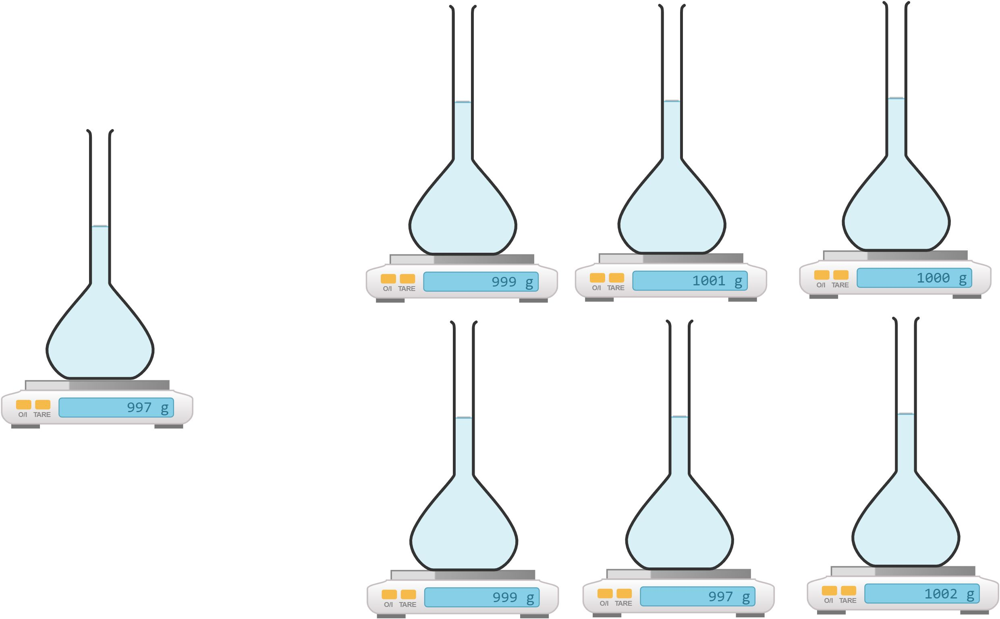 997 g
O/I TARE
999 g
O/I TARE
1001 g
O/I TARE
1000 g
O/I TARE
999 g
O/I TARE
997 g
O/I TARE
1002 g
O/I TARE